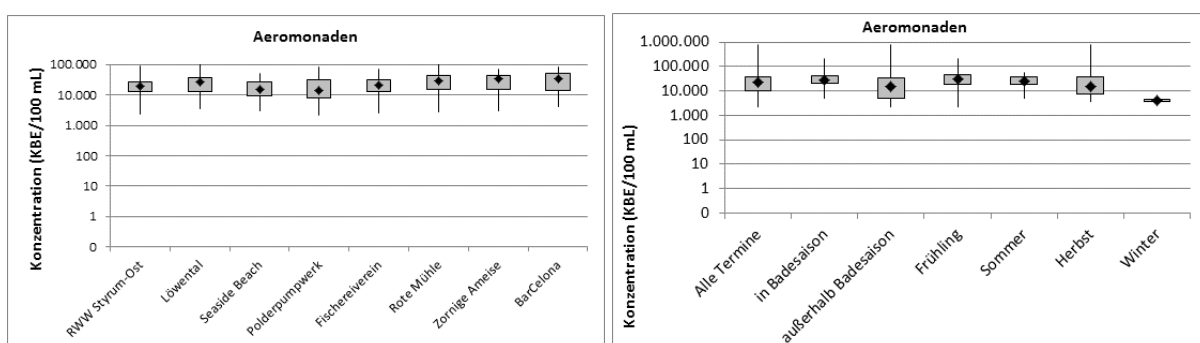 Aeromonaden
Konzentration (KBE/100 mL)
100.000
10.000
1.000
100
10
1
0
RWW Styrum-Ost
Löwental
Seaside Beach
Polderpumpwerk
Fischereiverein
Rote Mühle
Zornige Ameise
BarCelona
Aeromonaden
Konzentration (KBE/100 mL)
1.000.000
100.000
10.000
1.000
100
10
1
0
Alle Termine
in Badesaison
außerhalb Badesaison
Frühling
Sommer
Herbst
Winter